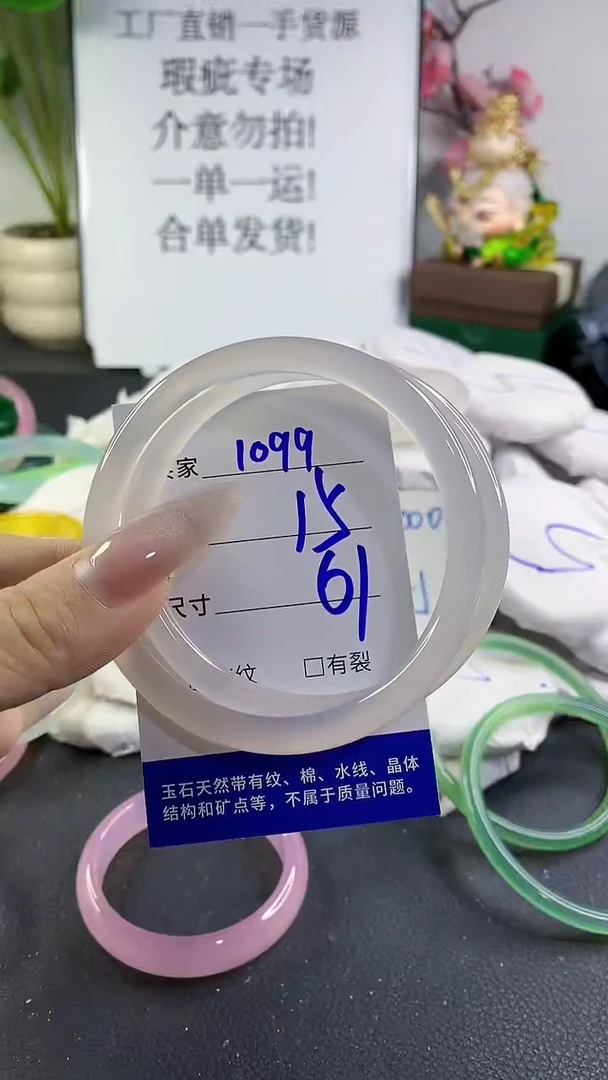 工厂直销一手货源
瑕疵专场
介意勿拍!
一单一运!
合单发货!
家 1099
15
尺寸 61
纹 □有裂
玉石天然带有纹、棉、水线、晶体
结构和矿点等，不属于质量问题。